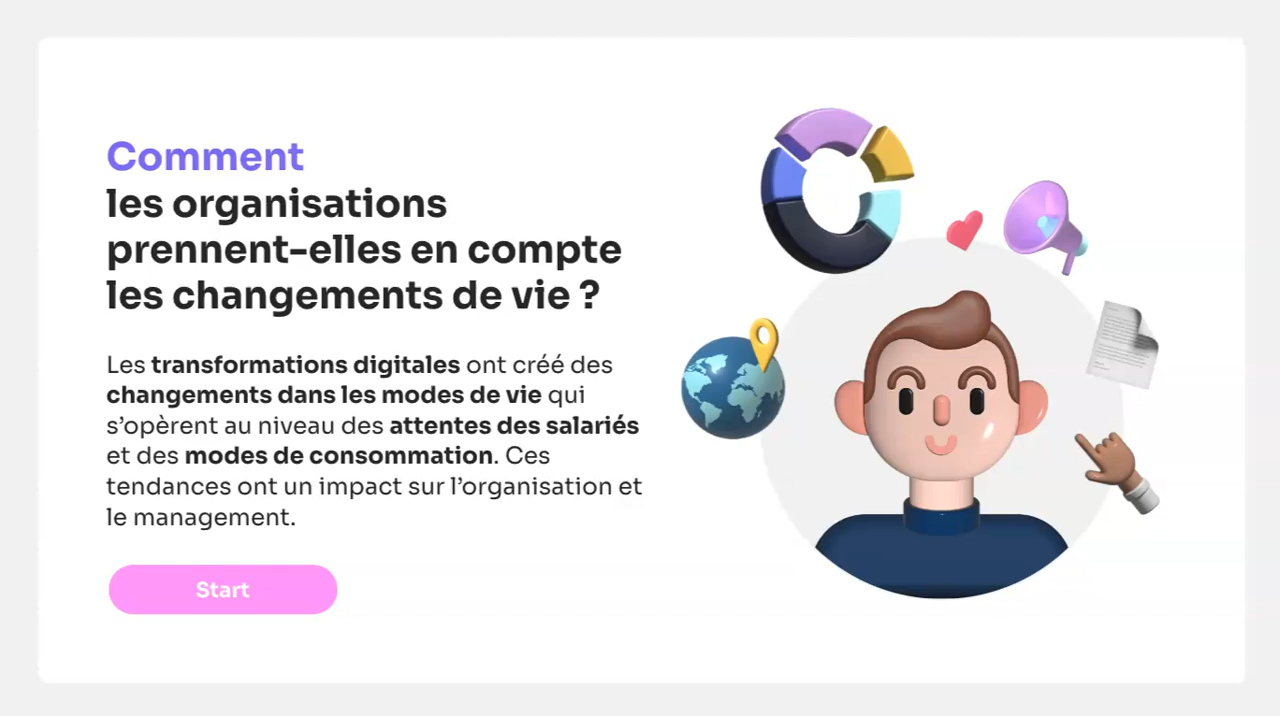 Comment
les organisations
prennent-elles en compte
les changements de vie ?
Les transformations digitales ont créé des
changements dans les modes de vie qui
s’opèrent au niveau des attentes des salariés
et des modes de consommation. Ces
tendances ont un impact sur l’organisation et
le management.
Start